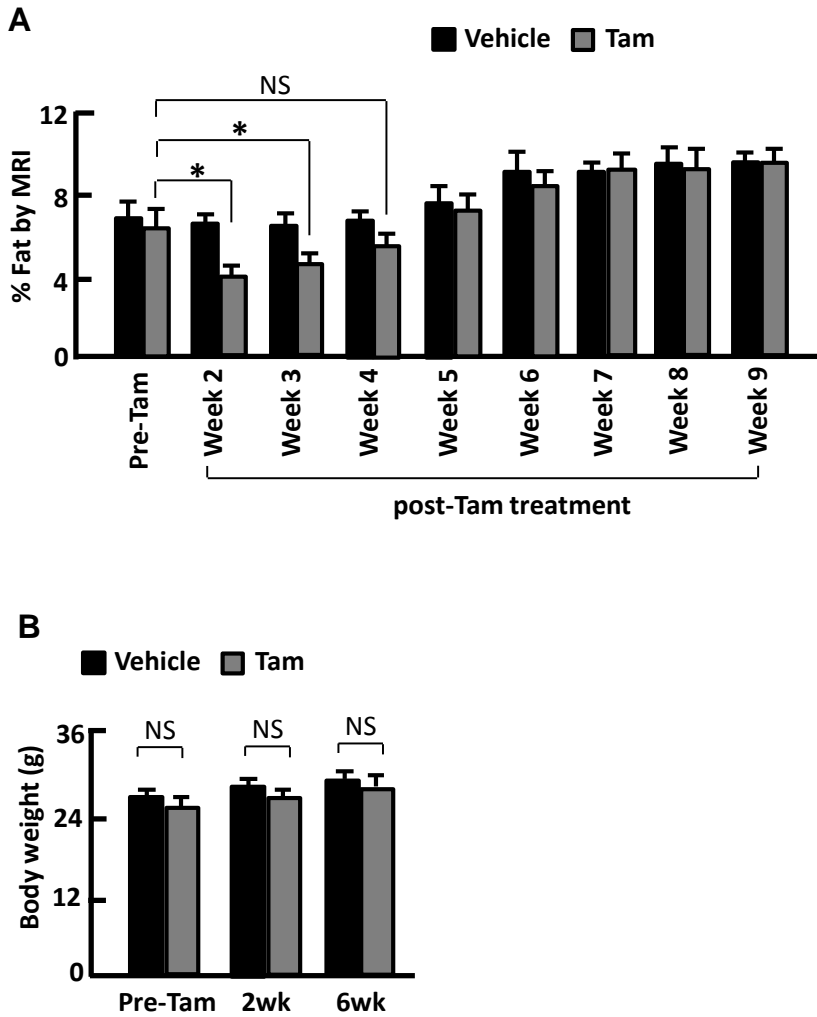 A
Vehicle Tam
% Fat by MRI
12
8
4
0
NS
*
*
Pre-Tam
Week 2
Week 3
Week 4
Week 5
Week 6
Week 7
Week 8
Week 9
post-Tam treatment
B
Vehicle Tam
Body weight (g)
36
24
12
0
NS NS NS
Pre-Tam 2wk 6wk